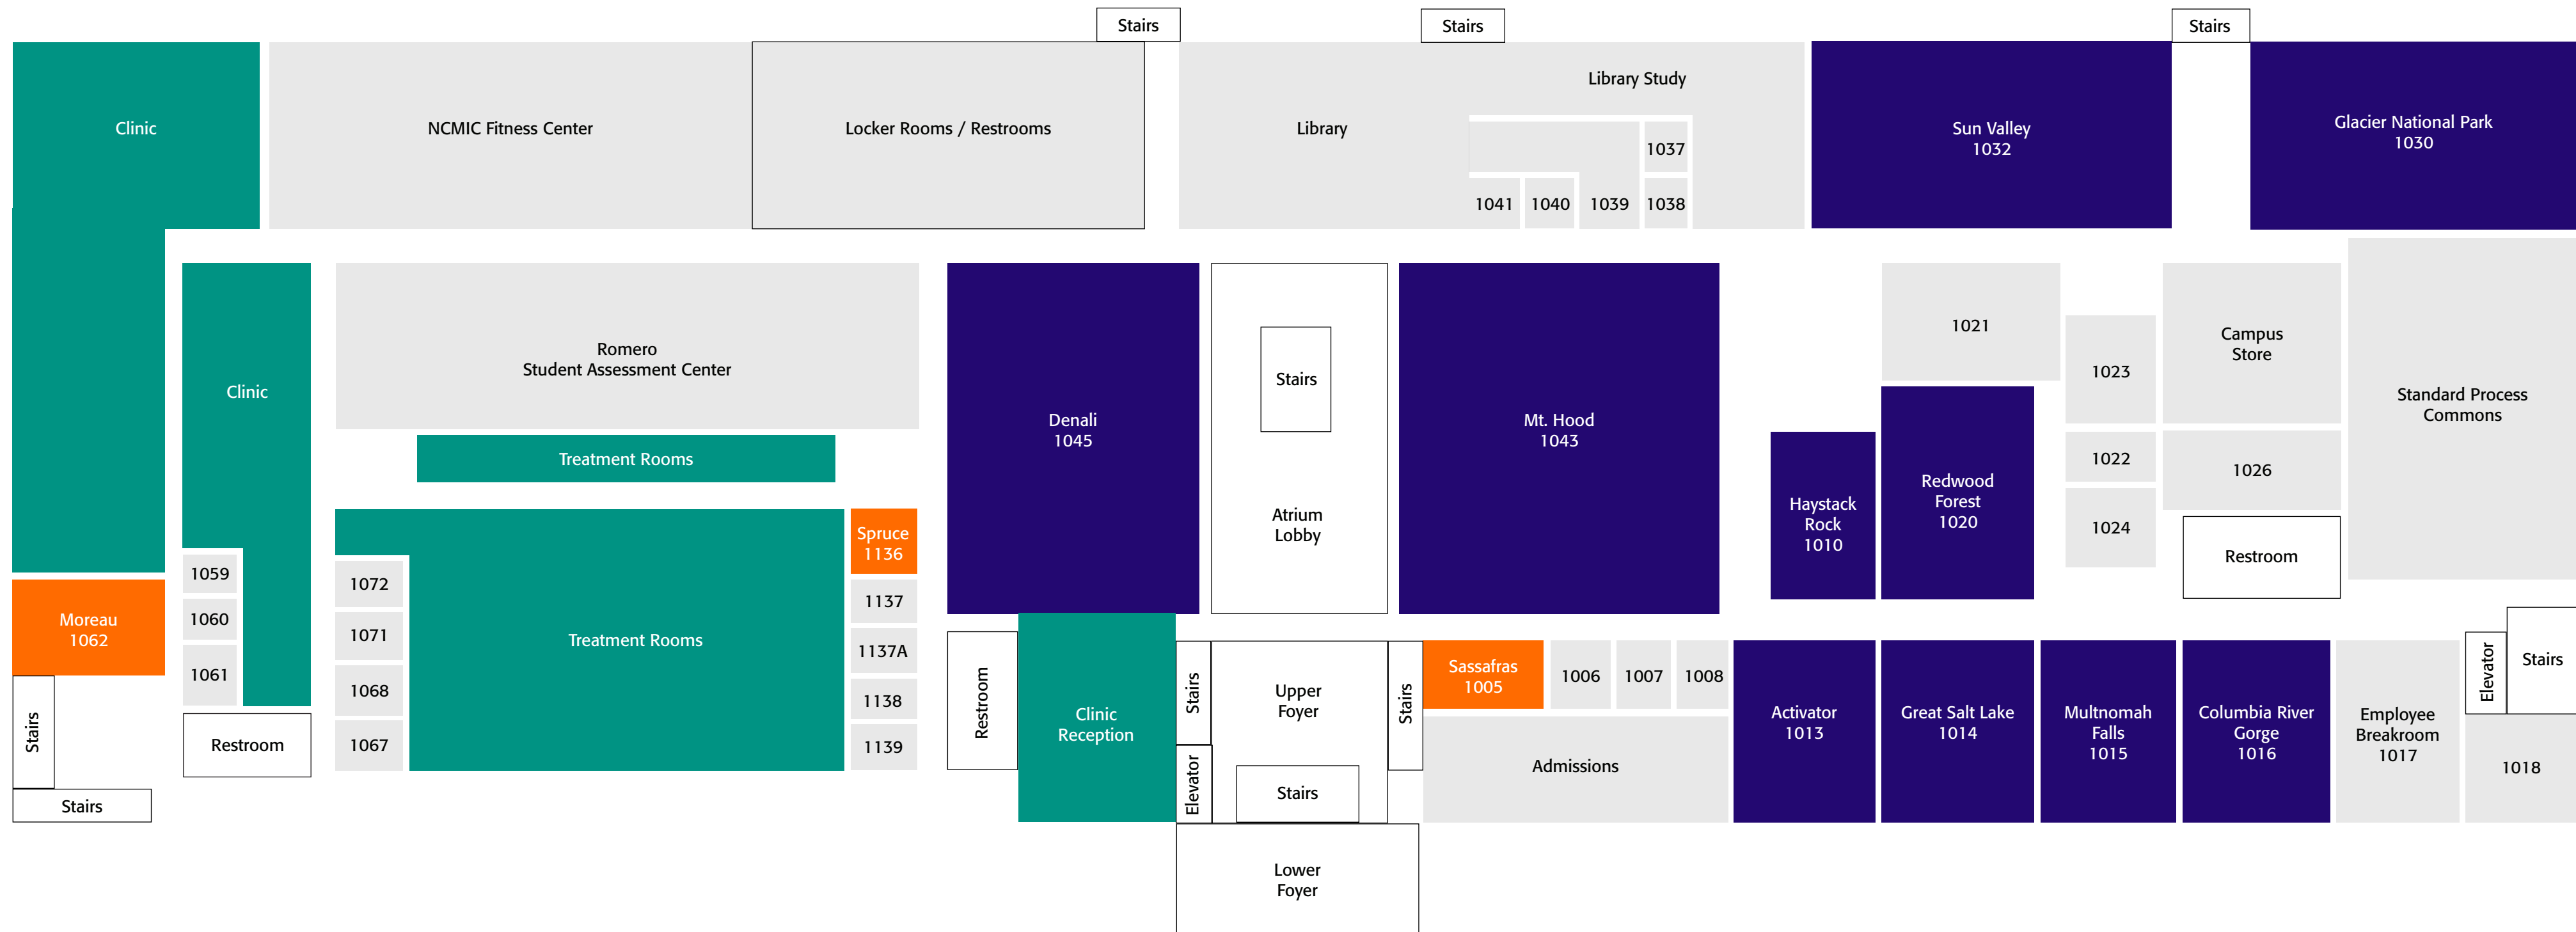 Stairs
Stairs
Stairs
Clinic
NCMIC Fitness Center
Locker Rooms / Restrooms
Library
Library Study
1037
1041
1040
1039
1038
Sun Valley
1032
Glacier National Park
1030
Clinic
Romero
Student Assessment Center
Treatment Rooms
Denali
1045
Stairs
Atrium
Lobby
Mt. Hood
1043
Haystack
Rock
1010
1021
Redwood
Forest
1020
1023
1022
1024
Campus
Store
1026
Restroom
Standard Process
Commons
Moreau
1062
Stairs
Stairs
1059
1060
1061
Restroom
1072
1071
1068
1067
Treatment Rooms
Spruce
1136
1137
1137A
1138
1139
Restroom
Clinic
Reception
Stairs
Elevator
Upper
Foyer
Stairs
Stairs
Lower
Foyer
Sassafras
1005
1006
1007
1008
Admissions
Activator
1013
Great Salt Lake
1014
Multnomah
Falls
1015
Columbia River
Gorge
1016
Employee
Breakroom
1017
Elevator
Stairs
1018